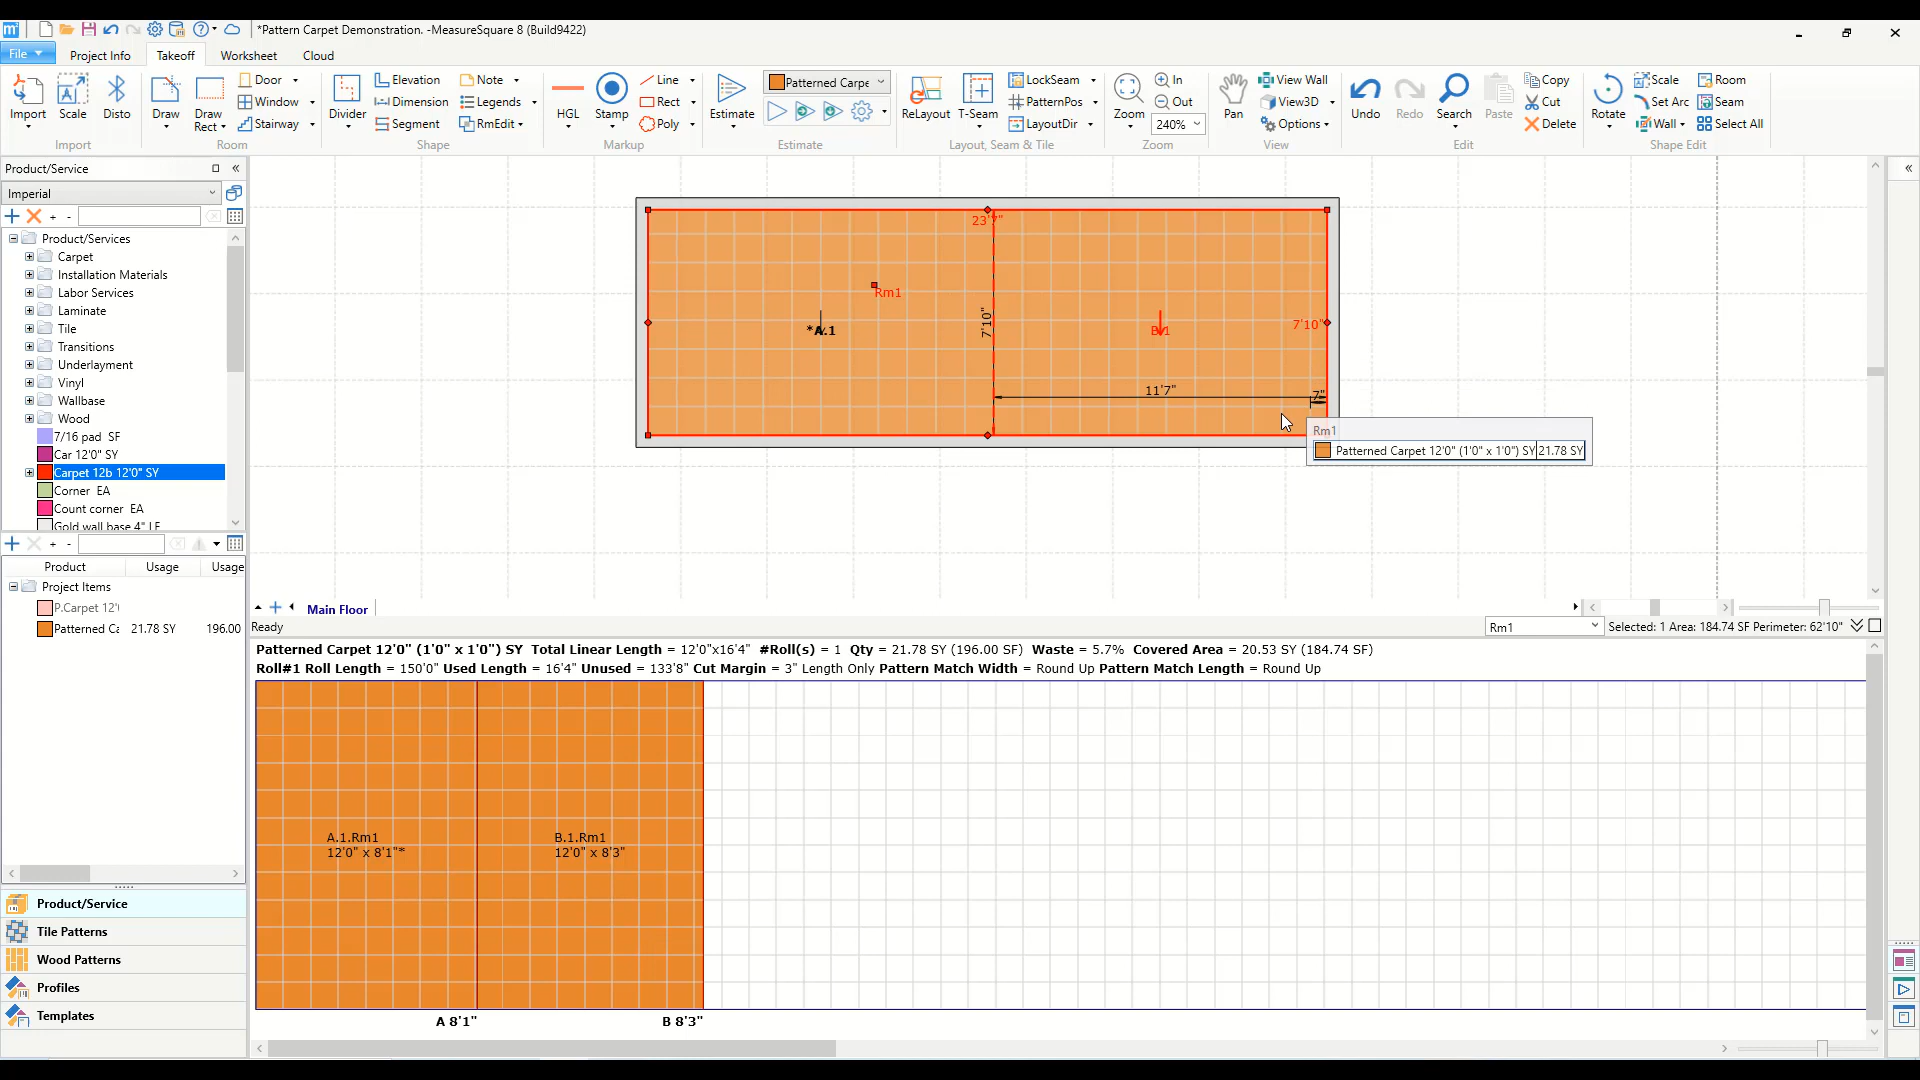 *Pattern Carpet Demonstration. -MeasureSquare 8 (Build9422)
File Project Info Takeoff Worksheet Cloud
Import Scale Disto
Import
Draw Draw Rect Door Window Stairway
Room
Divider Elevation Dimension Segment Note Legends RmEdit
Shape
HGL Stamp Line Rect Poly
Markup
Estimate Patterned Carpe
Estimate
ReLayout T-Seam LockSeam PatternPos LayoutDir
Layout, Seam & Tile
Zoom In Out 240%
Zoom
Pan View Wall View3D Options
View
Undo Redo Search Paste Copy Cut Delete
Edit
Rotate Scale Set Arc Wall Room Seam Select All
Shape Edit
Product/Service
Imperial
Product/Services
Carpet
Installation Materials
Labor Services
Laminate
Tile
Transitions
Underlayment
Vinyl
Wallbase
Wood
7/16 pad SF
Car 12'0" SY
Carpet 12b 12'0" SY
Corner EA
Count corner EA
Gold wall base 4" LF
Product Usage Usage
Project Items
P.Carpet 12'
Patterned Ca 21.78 SY 196.00
Product/Service
Tile Patterns
Wood Patterns
Profiles
Templates
23'7"
Rm1
*A.1
7'10"
B.1
7'10"
11'7"
7"
Rm1
Patterned Carpet 12'0" (1'0" x 1'0") SY 21.78 SY
Main Floor
Ready
Rm1
Selected: 1 Area: 184.74 SF Perimeter: 62'10"
Patterned Carpet 12'0" (1'0" x 1'0") SY Total Linear Length = 12'0"x16'4" #Roll(s) = 1 Qty = 21.78 SY (196.00 SF) Waste = 5.7% Covered Area = 20.53 SY (184.74 SF)
Roll#1 Roll Length = 150'0" Used Length = 16'4" Unused = 133'8" Cut Margin = 3" Length Only Pattern Match Width = Round Up Pattern Match Length = Round Up
A.1.Rm1
12'0" x 8'1"*
B.1.Rm1
12'0" x 8'3"
A 8'1"
B 8'3"